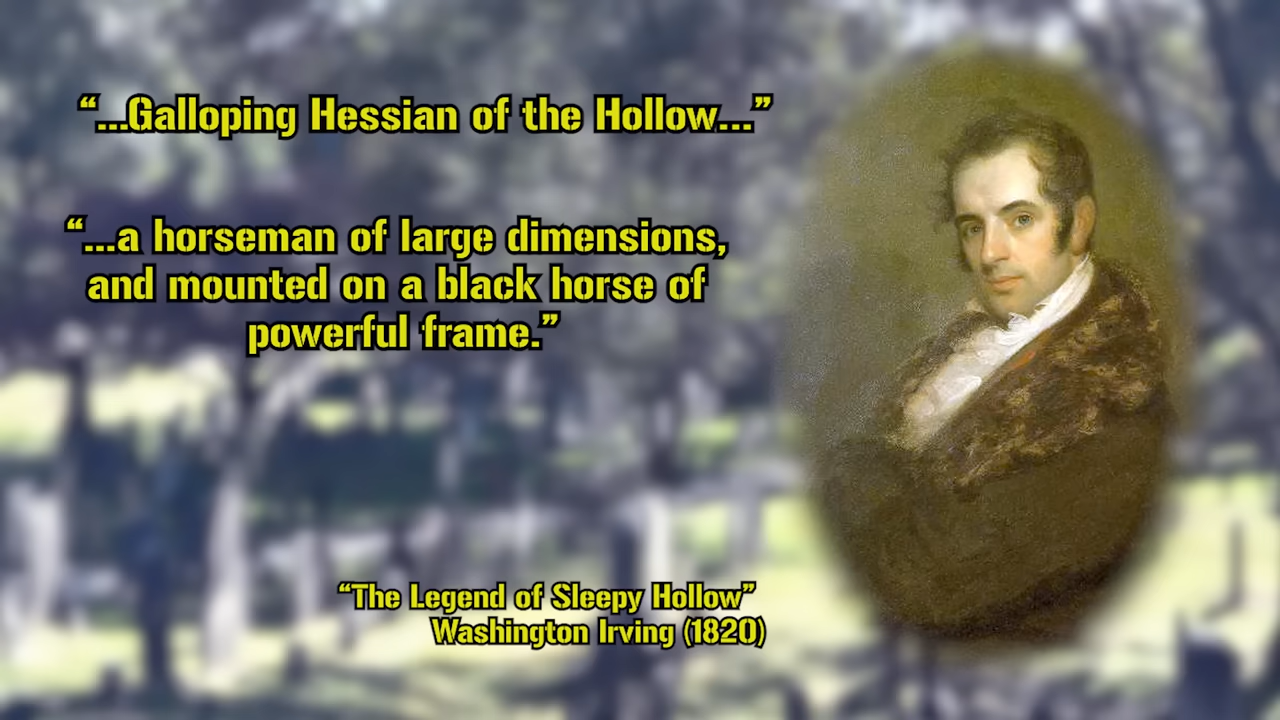 “...Galloping Hessian of the Hollow...”
“...a horseman of large dimensions,
and mounted on a black horse of
powerful frame.”
“The Legend of Sleepy Hollow”
Washington Irving (1820)